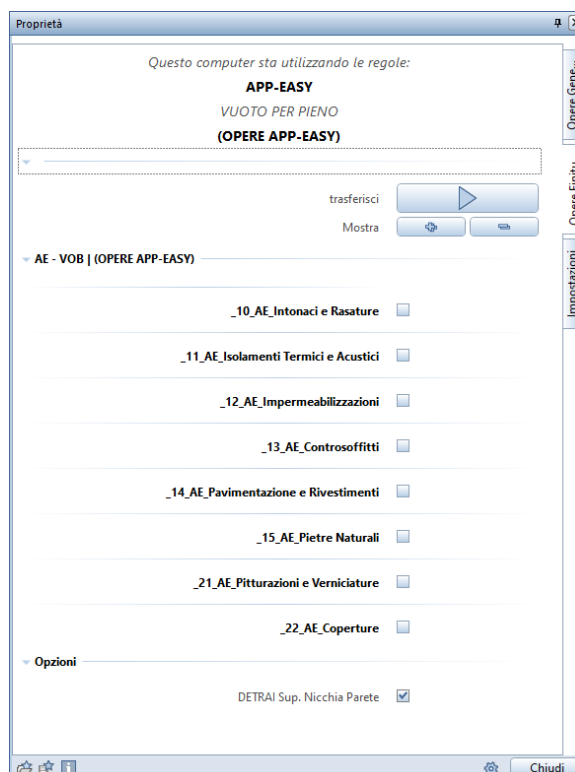 Proprietà
Questo computer sta utilizzando le regole:
APP-EASY
VUOTO PER PIENO
(OPERE APP-EASY)
trasferisci
Mostra
AE - VOB | (OPERE APP-EASY)
_10_AE_Intonaci e Rasature
_11_AE_Isolamenti Termici e Acustici
_12_AE_Impermeabilizzazioni
_13_AE_Controsoffitti
_14_AE_Pavimentazione e Rivestimenti
_15_AE_Pietre Naturali
_21_AE_Pitturazioni e Verniciature
_22_AE_Coperture
Opzioni
DETRAI Sup. Nicchia Parete
Chiudi
Opere Gene...
Opere Finitu
Impostazioni